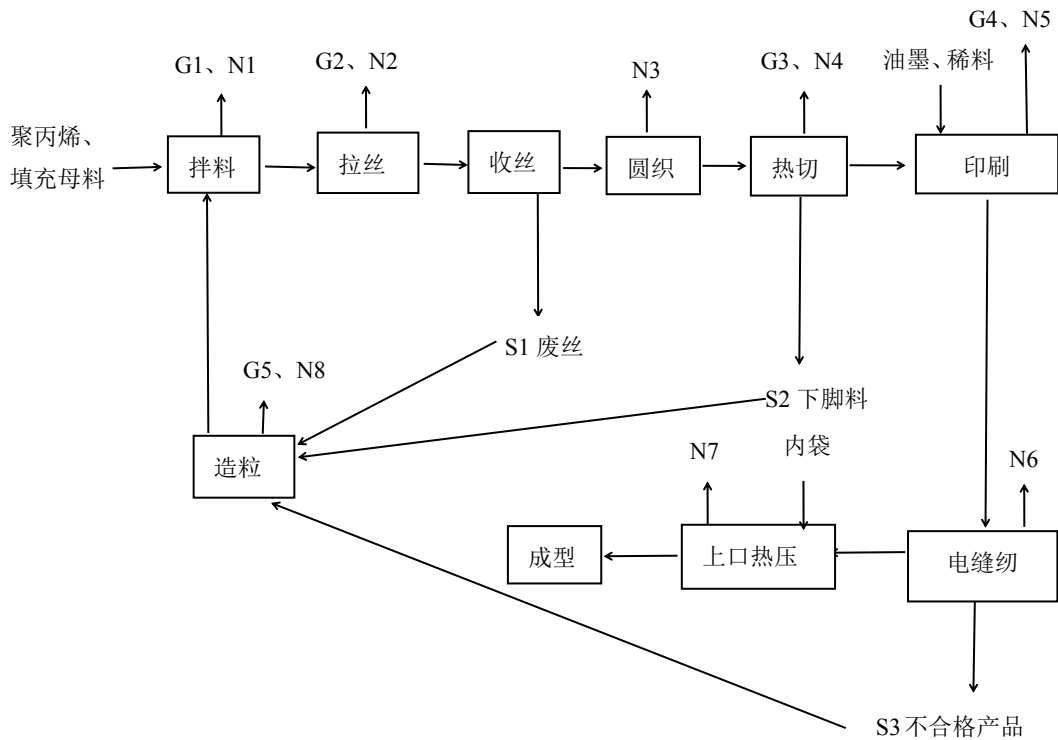 G4、N5
G1、N1
G2、N2
N3
G3、N4
油墨、稀料
聚丙烯、
填充母料
拌料
拉丝
收丝
圆织
热切
印刷
S1 废丝
G5、N8
S2 下脚料
造粒
N7
内袋
N6
成型
上口热压
电缝纫
S3 不合格产品